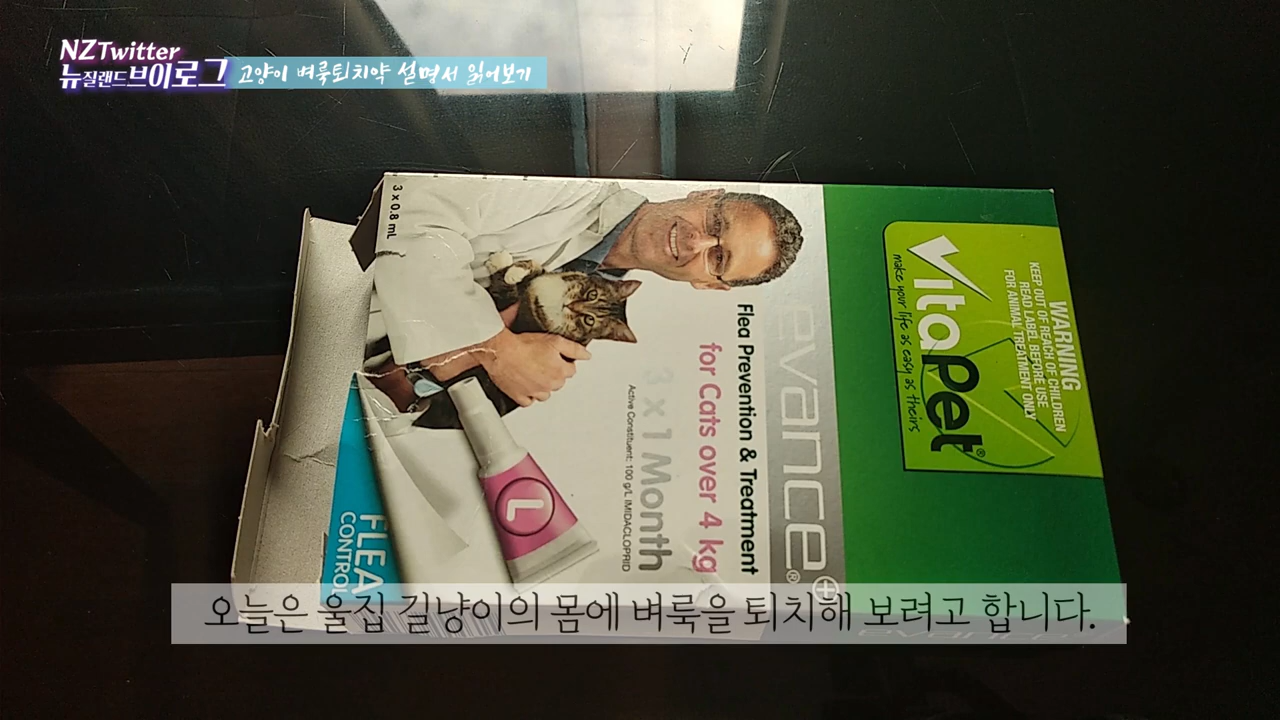 NZTwitter
뉴질랜드브이로그
고양이 벼룩퇴치약 설명서 읽어보기
WARNING
KEEP OUT OF REACH OF CHILDREN
READ LABEL BEFORE USE
FOR ANIMAL TREATMENT ONLY
VitaPet®
make your life as easy as theirs
evance®+
Flea Prevention & Treatment
for Cats over 4 kg
3 x 1 Month
Active Constituent: 100 g/L IMIDACLOPRID
L
FLEA
CONTROL
3 x 0.8 mL
오늘은 울집 길냥이의 몸에 벼룩을 퇴치해 보려고 합니다.